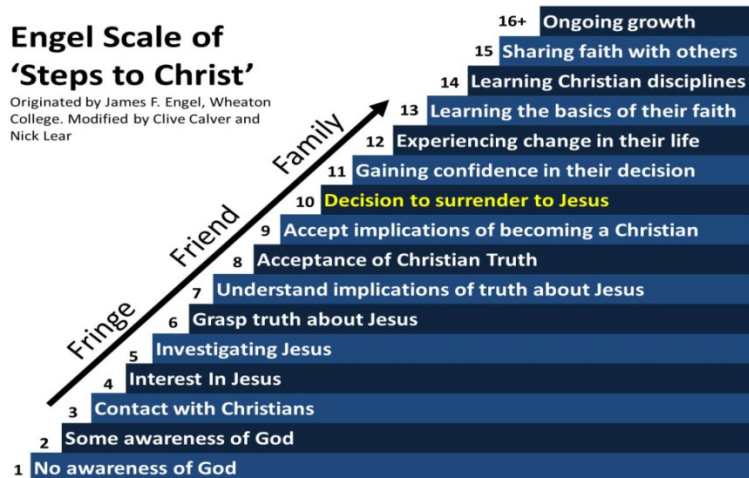 Engel Scale of
‘Steps to Christ’
Originated by James F. Engel, Wheaton
College. Modified by Clive Calver and
Nick Lear
16+ Ongoing growth
15 Sharing faith with others
14 Learning Christian disciplines
13 Learning the basics of their faith
12 Experiencing change in their life
11 Gaining confidence in their decision
10 Decision to surrender to Jesus
9 Accept implications of becoming a Christian
8 Acceptance of Christian Truth
7 Understand implications of truth about Jesus
6 Grasp truth about Jesus
5 Investigating Jesus
4 Interest In Jesus
3 Contact with Christians
2 Some awareness of God
1 No awareness of God
Family
Friend
Fringe